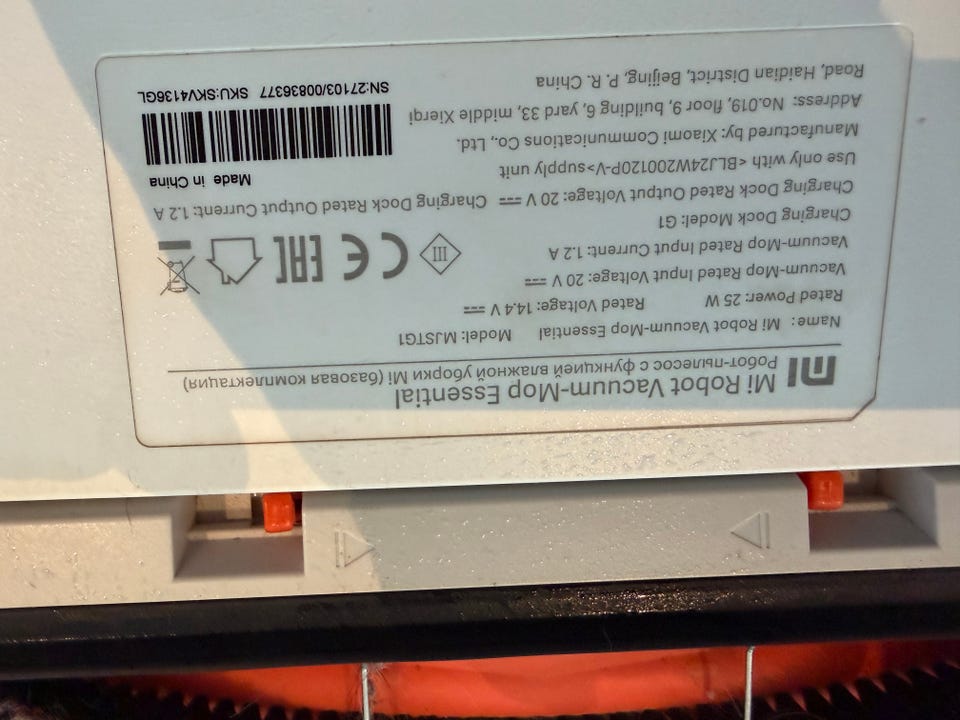 mi Mi Robot Vacuum-Mop Essential
Робот-пылесос с функцией влажной уборки Mi (базовая комплектация)
Name: Mi Robot Vacuum-Mop Essential Model: MJSTG1
Rated Power: 25 W Rated Voltage: 14.4 V ⎓
Vacuum-Mop Rated Input Voltage: 20 V ⎓
Vacuum-Mop Rated Input Current: 1.2 A
Charging Dock Model: G1
Charging Dock Rated Output Voltage: 20 V ⎓ Charging Dock Rated Output Current: 1.2 A
Use only with <BLJ24W200120P-V>supply unit
Manufactured by: Xiaomi Communications Co., Ltd.
Address: No.019, floor 9, building 6, yard 33, middle Xierqi
Road, Haidian District, Beijing, P. R. China
III CE EAC
Made in China
SN:27103/00836377 SKU:SKV4136GL